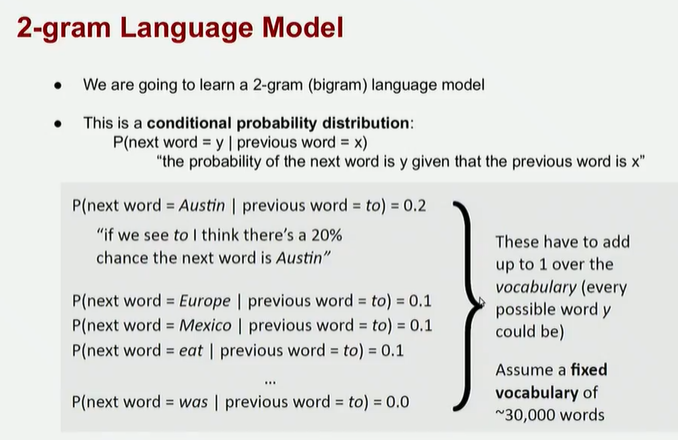 2-gram Language Model
● We are going to learn a 2-gram (bigram) language model
● This is a conditional probability distribution:
P(next word = y | previous word = x)
“the probability of the next word is y given that the previous word is x”
P(next word = Austin | previous word = to) = 0.2
“if we see to I think there’s a 20%
chance the next word is Austin”
P(next word = Europe | previous word = to) = 0.1
P(next word = Mexico | previous word = to) = 0.1
P(next word = eat | previous word = to) = 0.1
...
P(next word = was | previous word = to) = 0.0
These have to add
up to 1 over the
vocabulary (every
possible word y
could be)
Assume a fixed
vocabulary of
~30,000 words